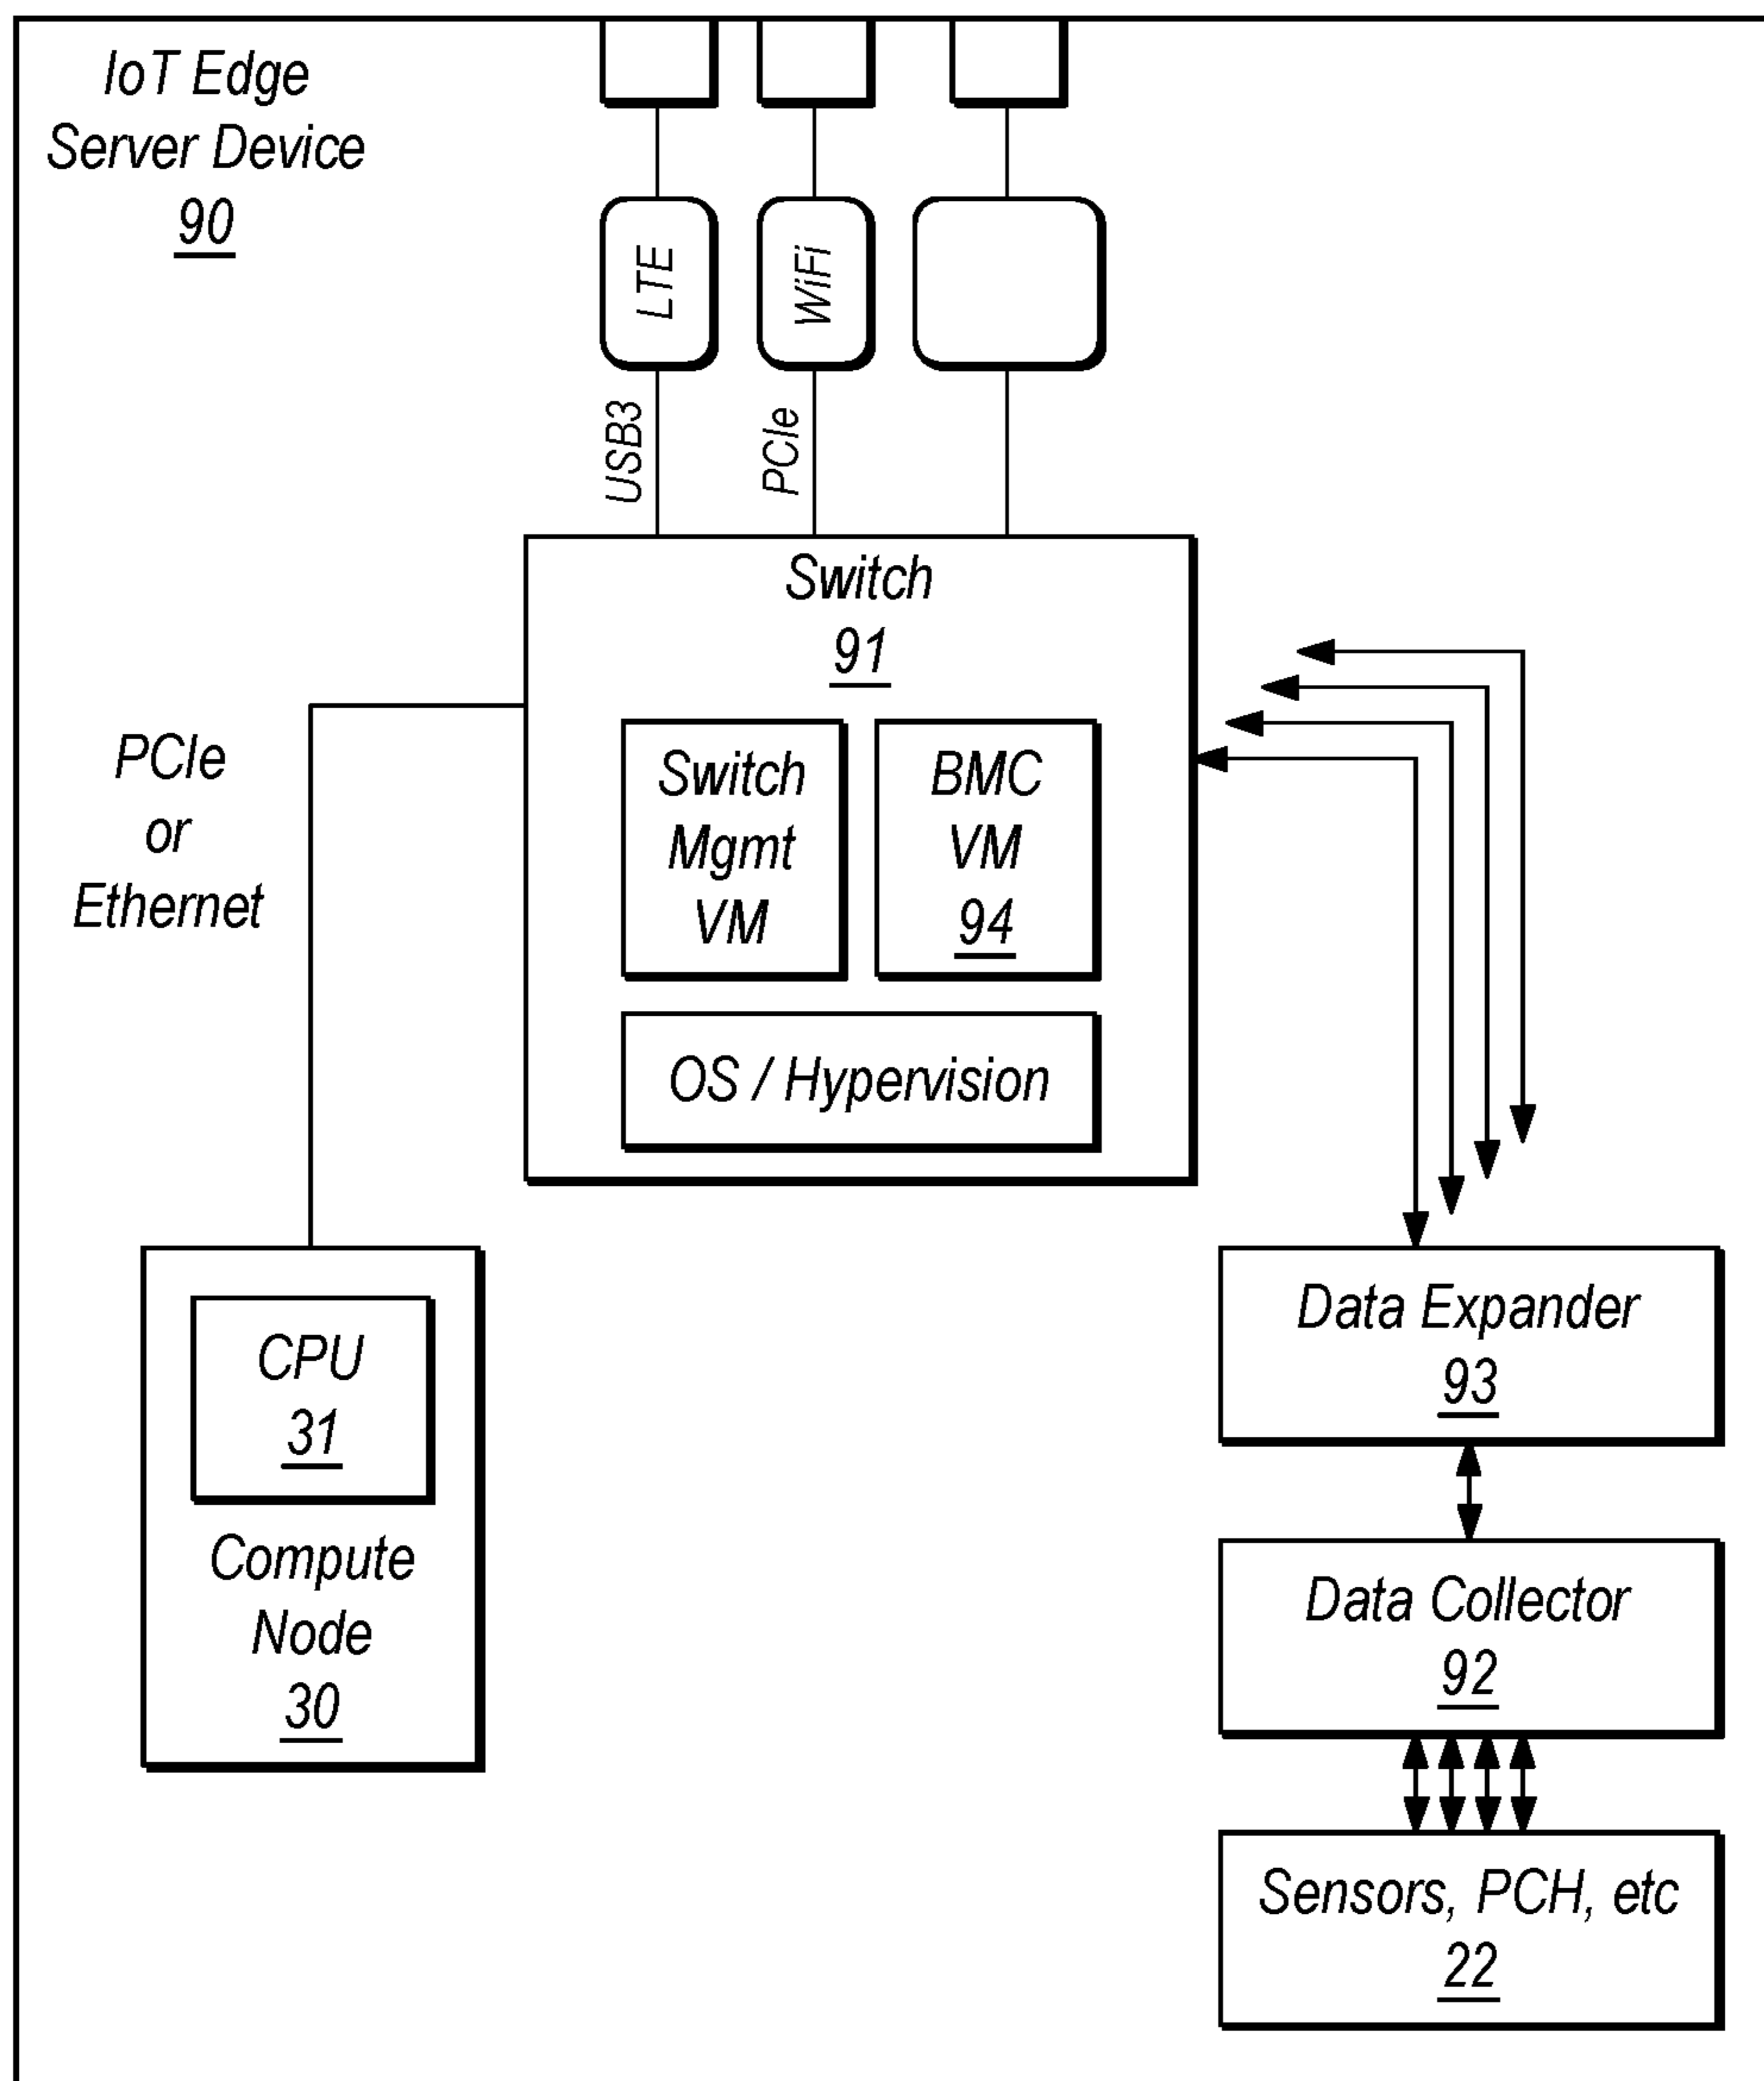 IoT Edge
Server Device
90
LTE
WiFi
USB3
PCIe
Switch
91
Switch
Mgmt
VM
BMC
VM
94
OS / Hypervision
PCIe
or
Ethernet
CPU
31
Compute
Node
30
Data Expander
93
Data Collector
92
Sensors, PCH, etc
22